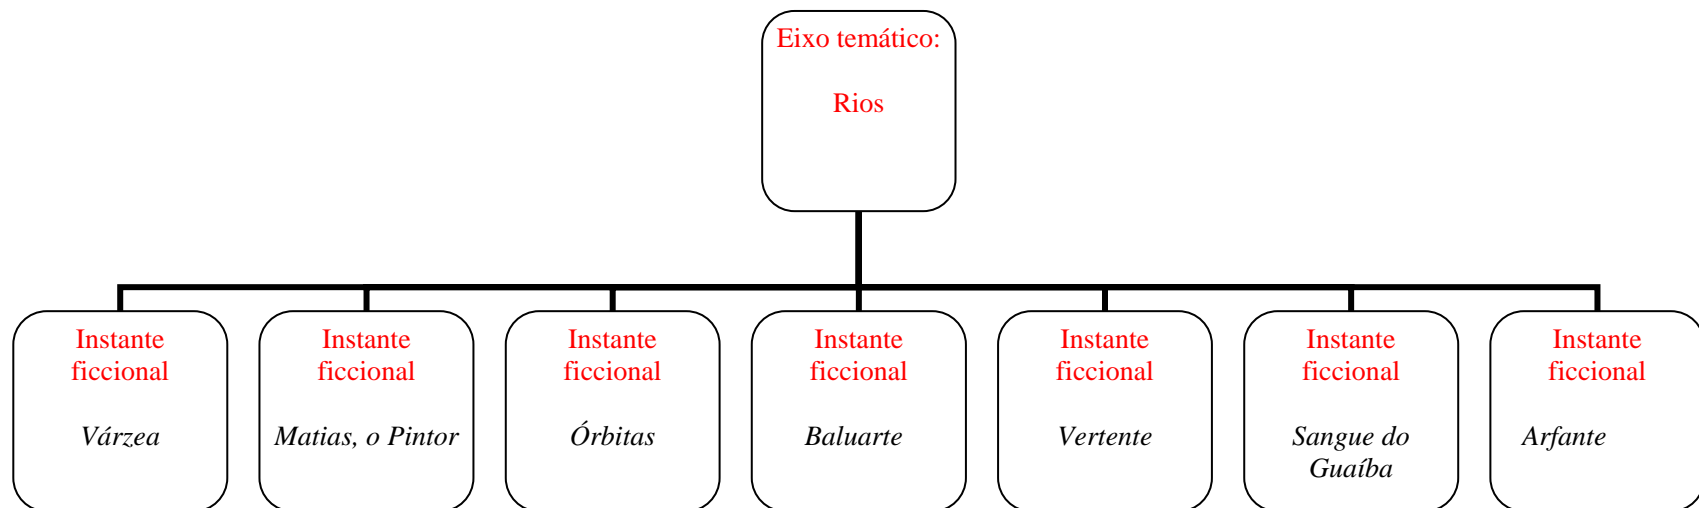 Eixo temático:
Rios
Instante
ficcional
Várzea
Instante
ficcional
Matias, o Pintor
Instante
ficcional
Órbitas
Instante
ficcional
Baluarte
Instante
ficcional
Vertente
Instante
ficcional
Sangue do
Guaíba
Instante
ficcional
Arfante